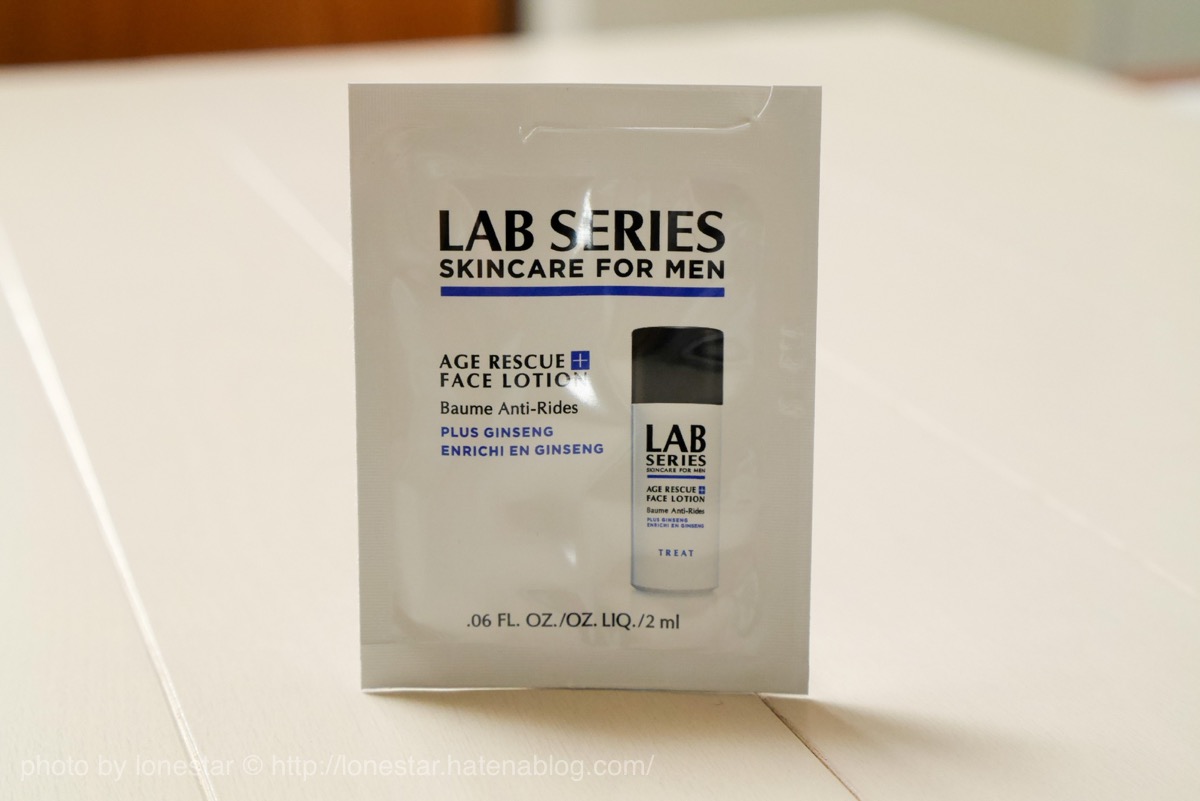 LAB SERIES
SKINCARE FOR MEN
AGE RESCUE+
FACE LOTION
Baume Anti-Rides
PLUS GINSENG
ENRICHI EN GINSENG
LAB
SERIES
SKINCARE FOR MEN
AGE RESCUE+
FACE LOTION
Baume Anti-Rides
PLUS GINSENG
ENRICHI EN GINSENG
TREAT
.06 FL. OZ./OZ. LIQ./2 ml
photo by lonestar © http://lonestar.hatenablog.com/